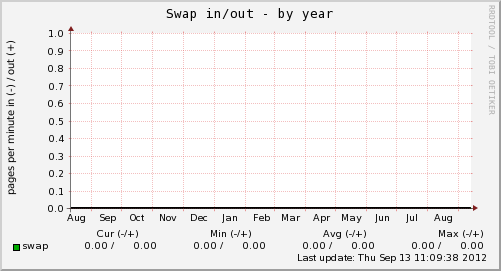 Swap in/out - by year
RRDTOOL / TOBI OETIKER
pages per minute in (-) / out (+)
1.0
0.9
0.8
0.7
0.6
0.5
0.4
0.3
0.2
0.1
0.0
Aug Sep Oct Nov Dec Jan Feb Mar Apr May Jun Jul Aug
Cur (-/+) Min (-/+) Avg (-/+) Max (-/+)
swap 0.00 / 0.00 0.00 / 0.00 0.00 / 0.00 0.00 / 0.00
Last update: Thu Sep 13 11:09:38 2012